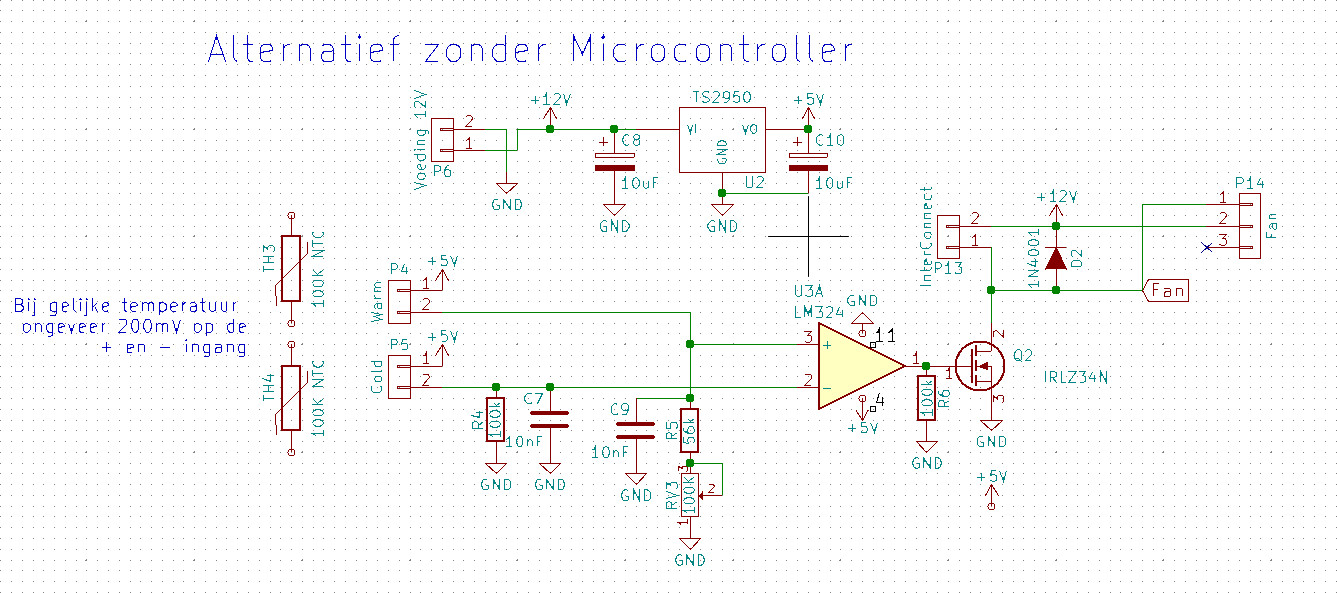 Alternatief zonder Microcontroller
Voeding 12V
2
1
P6
GND
+12V
C8
+
10uF
GND
TS2950
VI
VO
GND
U2
GND
+5V
C10
+
10uF
TH3
100K NTC
Bij gelijke temperatuur
ongeveer 200mV op de
+ en - ingang
TH4
100K NTC
P4
Warm
1
2
+5V
P5
Cold
1
2
+5V
R4
100k
GND
C7
10nF
GND
C9
10nF
GND
R5
56k
RV3
100K
3
2
1
GND
U3A
LM324
GND
11
3
+
2
-
1
4
+5V
R6
100k
GND
InterConnect
2
1
P13
+12V
1N4001
D2
Fan
P14
1
2
3
Fan
Q2
IRLZ34N
2
1
3
GND
+5V